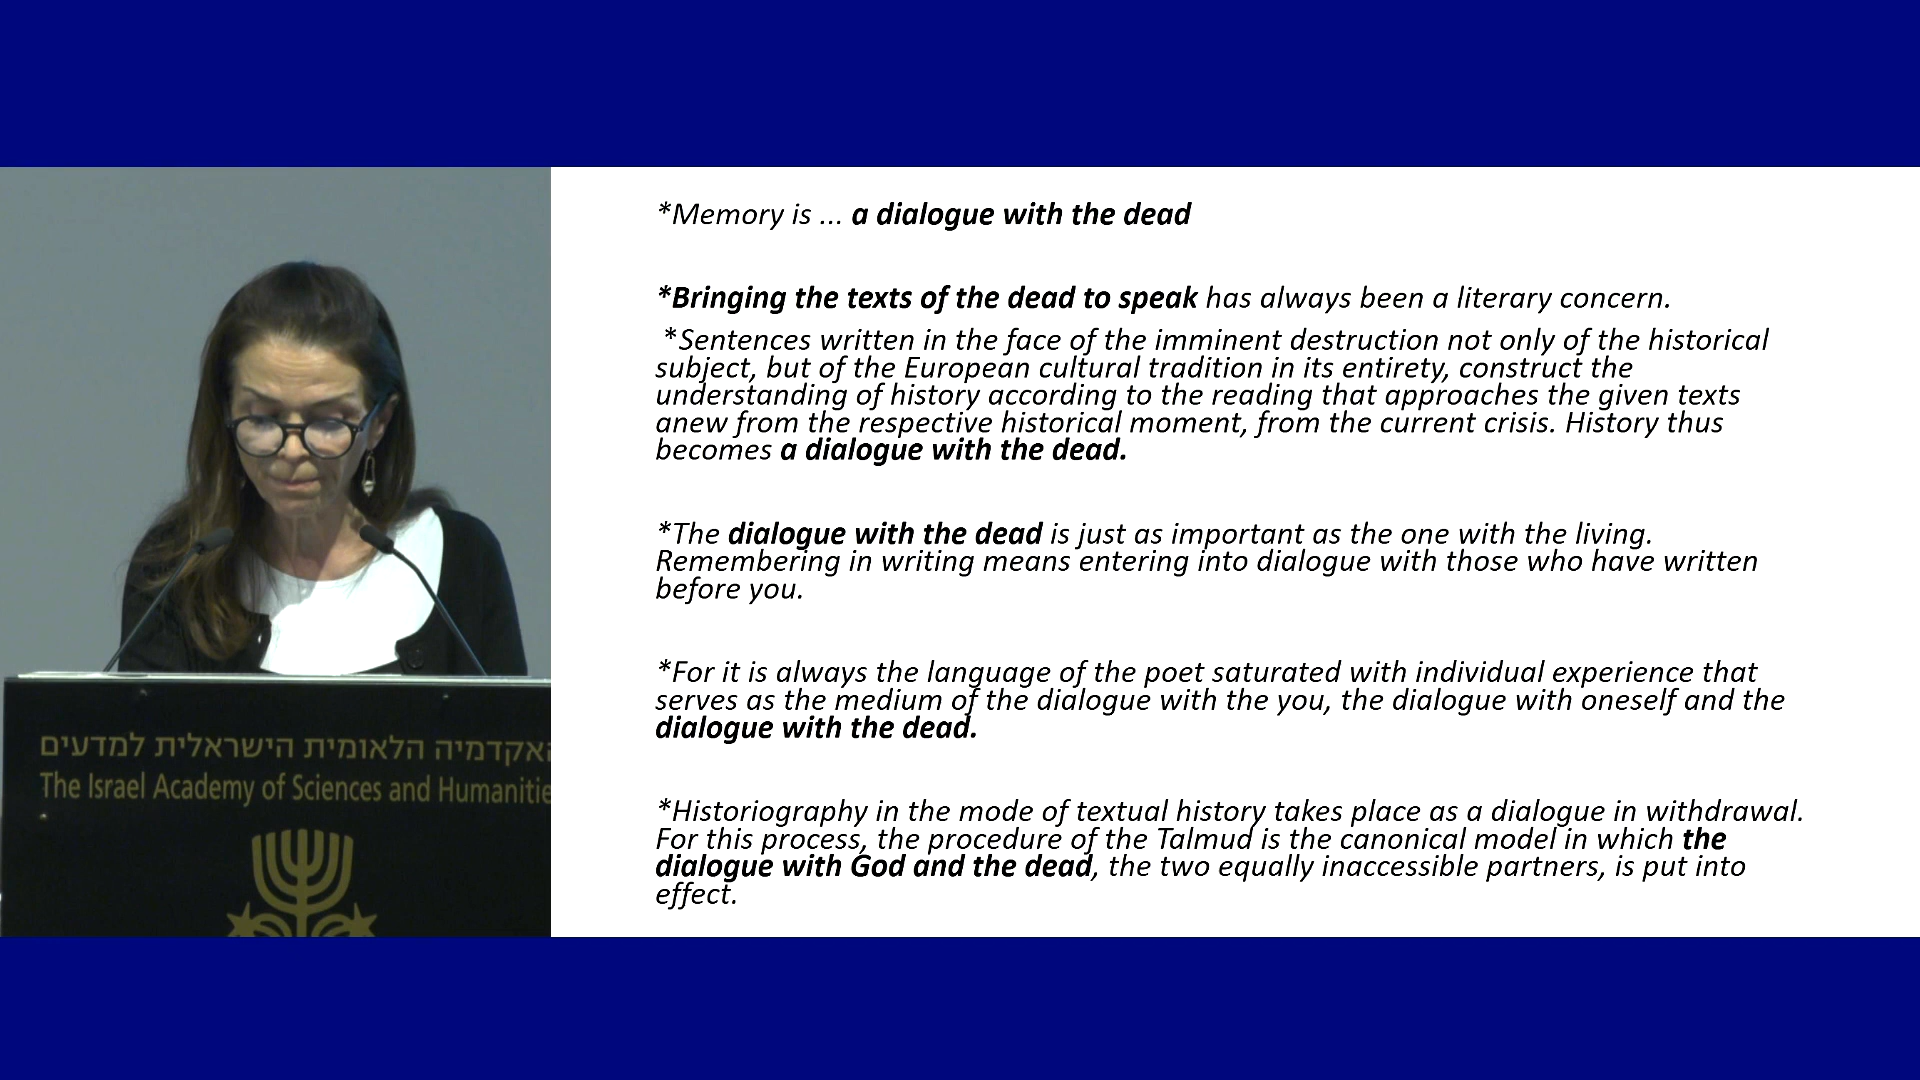 *Memory is ... a dialogue with the dead
*Bringing the texts of the dead to speak has always been a literary concern.
*Sentences written in the face of the imminent destruction not only of the historical
subject, but of the European cultural tradition in its entirety, construct the
understanding of history according to the reading that approaches the given texts
anew from the respective historical moment, from the current crisis. History thus
becomes a dialogue with the dead.
*The dialogue with the dead is just as important as the one with the living.
Remembering in writing means entering into dialogue with those who have written
before you.
*For it is always the language of the poet saturated with individual experience that
serves as the medium of the dialogue with the you, the dialogue with oneself and the
dialogue with the dead.
*Historiography in the mode of textual history takes place as a dialogue in withdrawal.
For this process, the procedure of the Talmud is the canonical model in which the
dialogue with God and the dead, the two equally inaccessible partners, is put into
effect.
האקדמיה הלאומית הישראלית למדעים
The Israel Academy of Sciences and Humanitie